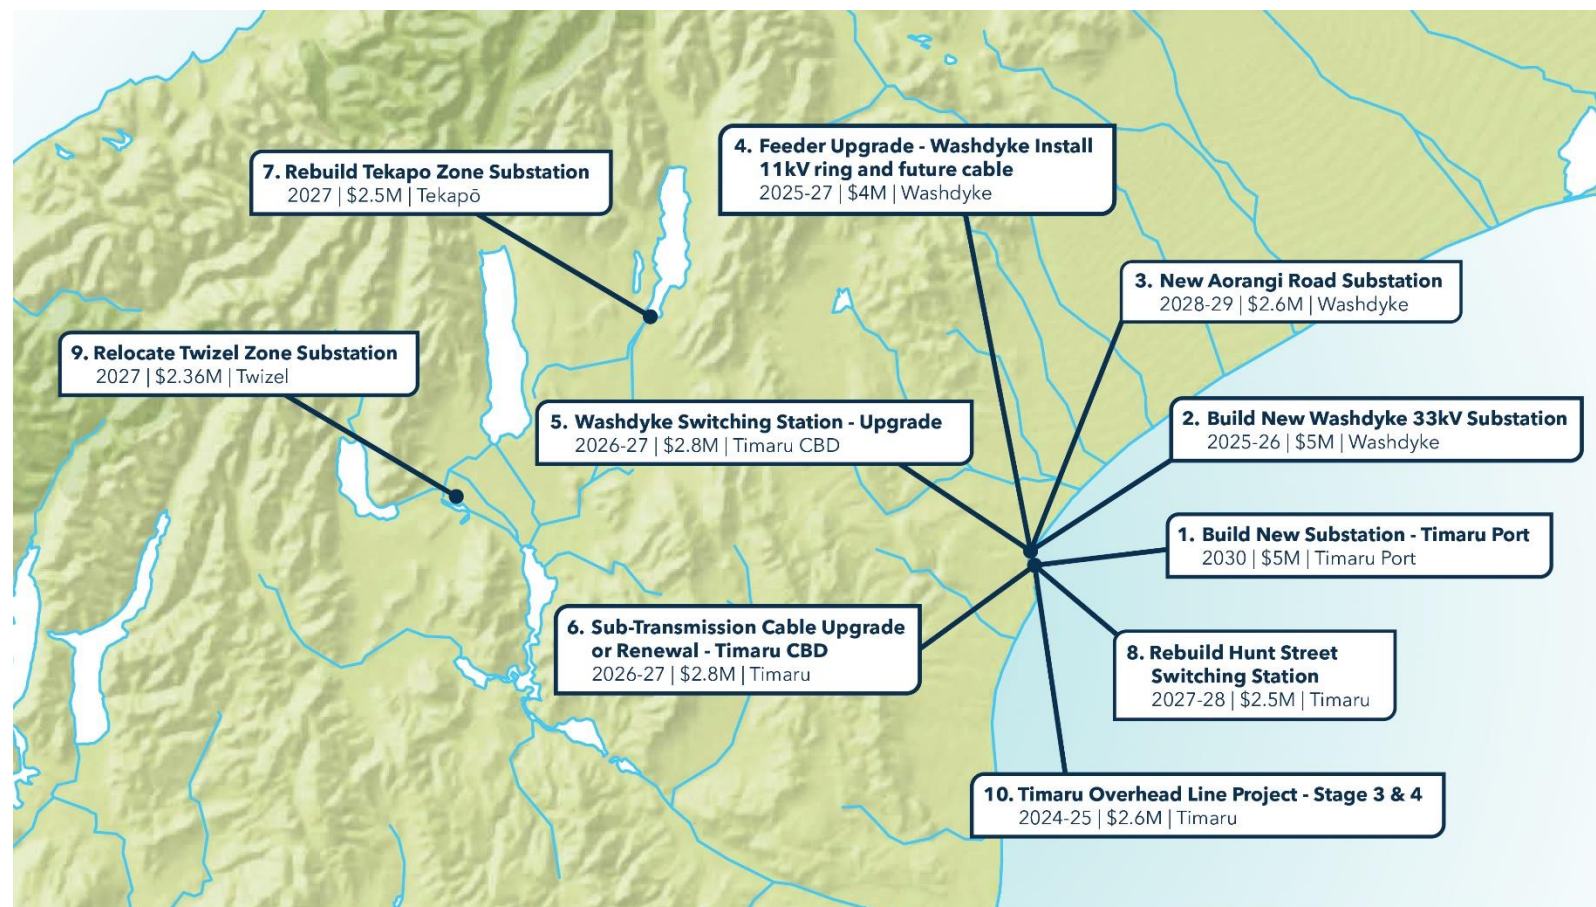 7. Rebuild Tekapo Zone Substation
2027 | $2.5M | Tekapō
4. Feeder Upgrade - Washdyke Install
11kV ring and future cable
2025-27 | $4M | Washdyke
3. New Aorangi Road Substation
2028-29 | $2.6M | Washdyke
9. Relocate Twizel Zone Substation
2027 | $2.36M | Twizel
5. Washdyke Switching Station - Upgrade
2026-27 | $2.8M | Timaru CBD
2. Build New Washdyke 33kV Substation
2025-26 | $5M | Washdyke
1. Build New Substation - Timaru Port
2030 | $5M | Timaru Port
6. Sub-Transmission Cable Upgrade
or Renewal - Timaru CBD
2026-27 | $2.8M | Timaru
8. Rebuild Hunt Street
Switching Station
2027-28 | $2.5M | Timaru
10. Timaru Overhead Line Project - Stage 3 & 4
2024-25 | $2.6M | Timaru